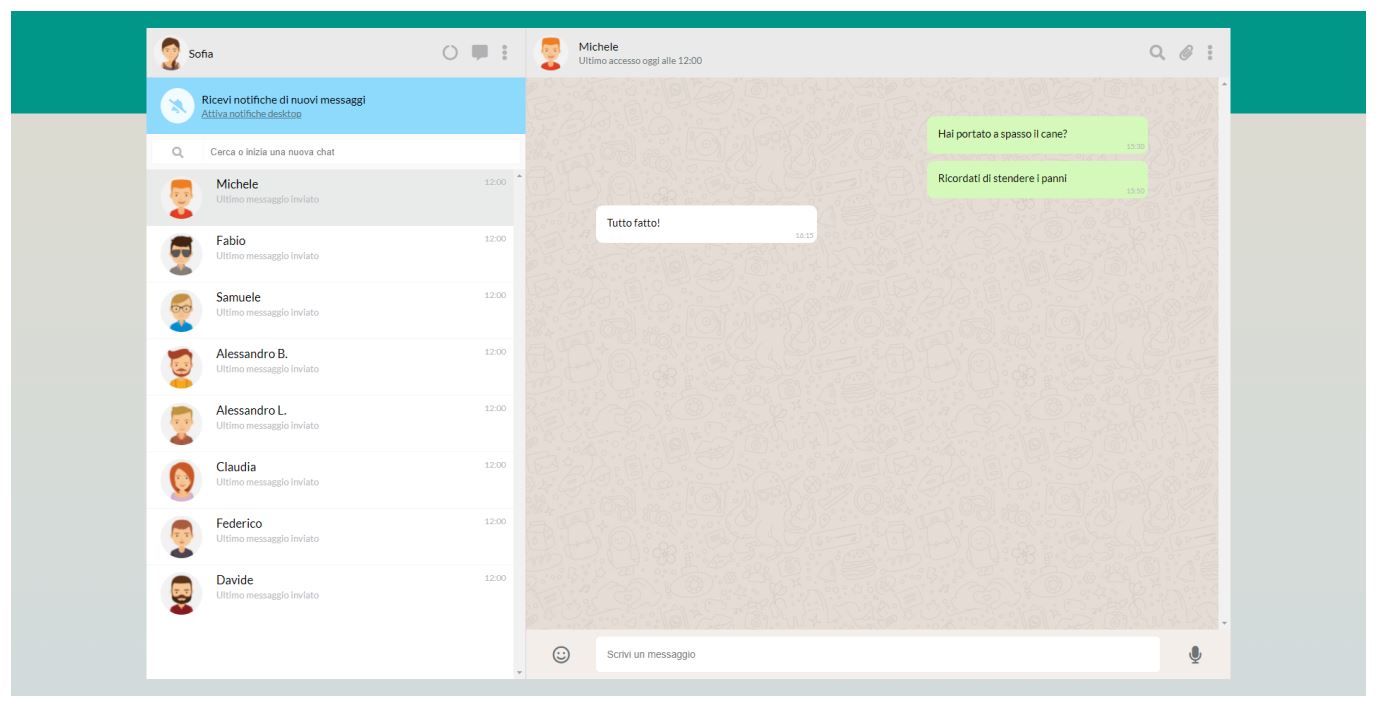 Sofia
Ricevi notifiche di nuovi messaggi
Attiva notifiche desktop
Cerca o inizia una nuova chat
Michele 12:00
Ultimo messaggio inviato
Fabio 12:00
Ultimo messaggio inviato
Samuele 12:00
Ultimo messaggio inviato
Alessandro B. 12:00
Ultimo messaggio inviato
Alessandro L. 12:00
Ultimo messaggio inviato
Claudia 12:00
Ultimo messaggio inviato
Federico 12:00
Ultimo messaggio inviato
Davide 12:00
Ultimo messaggio inviato
Michele
Ultimo accesso oggi alle 12:00
Hai portato a spasso il cane?
15:30
Ricordati di stendere i panni
15:50
Tutto fatto!
16:15
Scrivi un messaggio